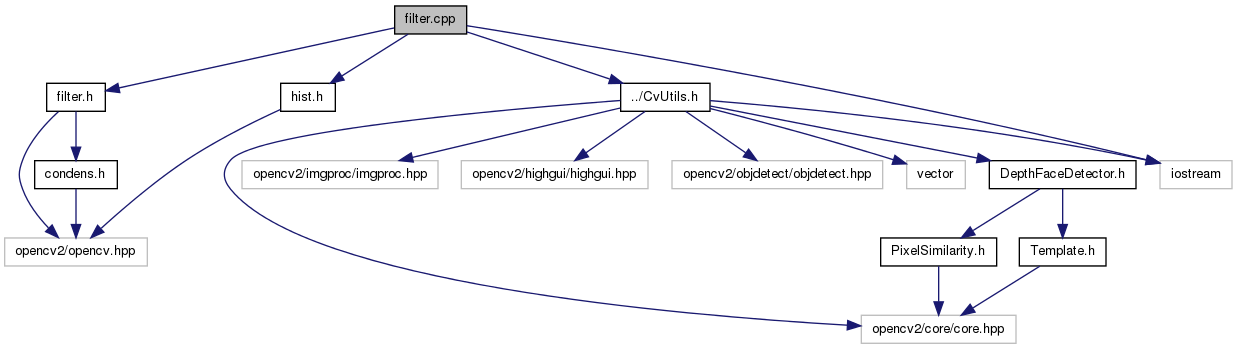 filter.cpp
filter.h
hist.h
../CvUtils.h
condens.h
opencv2/imgproc/imgproc.hpp
opencv2/highgui/highgui.hpp
opencv2/objdetect/objdetect.hpp
vector
DepthFaceDetector.h
iostream
opencv2/opencv.hpp
PixelSimilarity.h
Template.h
opencv2/core/core.hpp